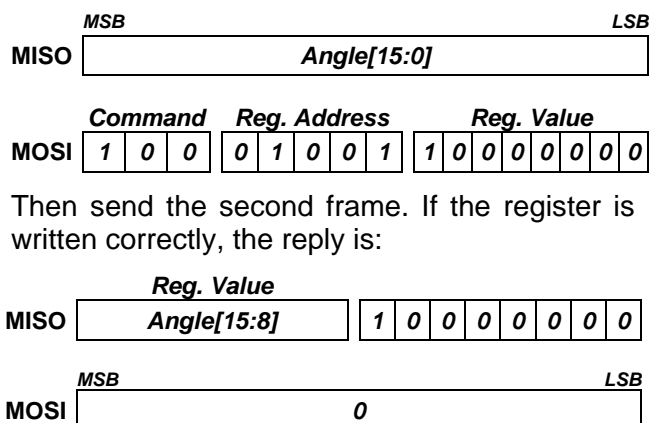 MSB LSB
MISO Angle[15:0]
Command Reg. Address Reg. Value
MOSI 1 0 0 0 1 0 0 1 1 0 0 0 0 0 0 0
Then send the second frame. If the register is
written correctly, the reply is:
Reg. Value
MISO Angle[15:8] 1 0 0 0 0 0 0 0
MSB LSB
MOSI 0